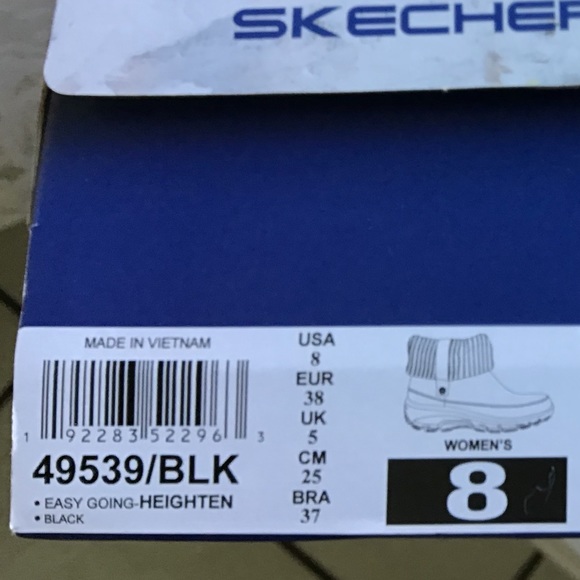 SKECHER
MADE IN VIETNAM
1 92283 52296 3
49539/BLK
• EASY GOING-HEIGHTEN
• BLACK
USA
8
EUR
38
UK
5
CM
25
BRA
37
WOMEN'S
8